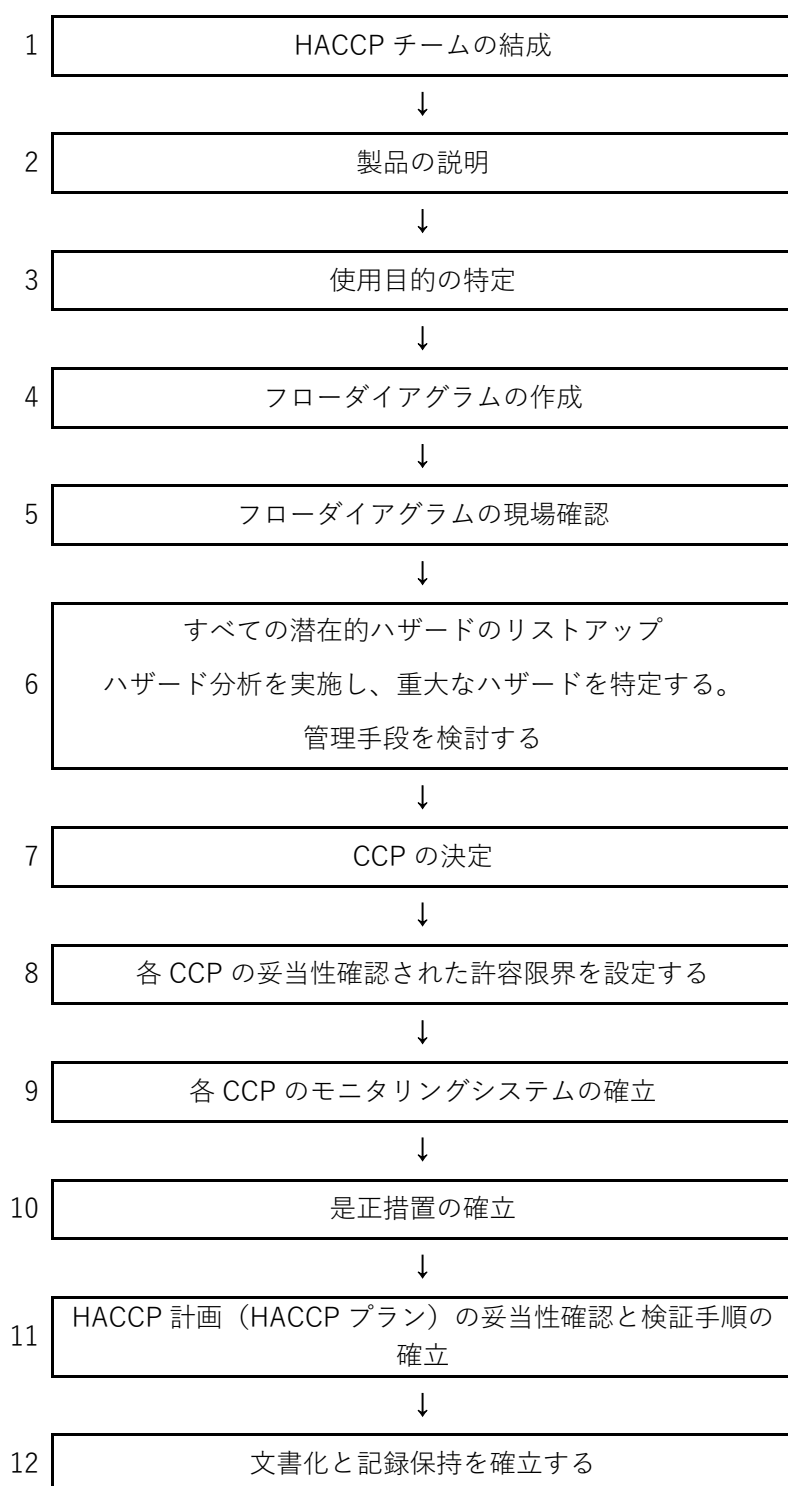 1 HACCP チームの結成
↓
2 製品の説明
↓
3 使用目的の特定
↓
4 フローダイアグラムの作成
↓
5 フローダイアグラムの現場確認
↓
すべての潜在的ハザードのリストアップ
6 ハザード分析を実施し、重大なハザードを特定する。
管理手段を検討する
↓
7 CCP の決定
↓
8 各 CCP の妥当性確認された許容限界を設定する
↓
9 各 CCP のモニタリングシステムの確立
↓
10 是正措置の確立
↓
11 HACCP 計画（HACCP プラン）の妥当性確認と検証手順の
確立
↓
12 文書化と記録保持を確立する